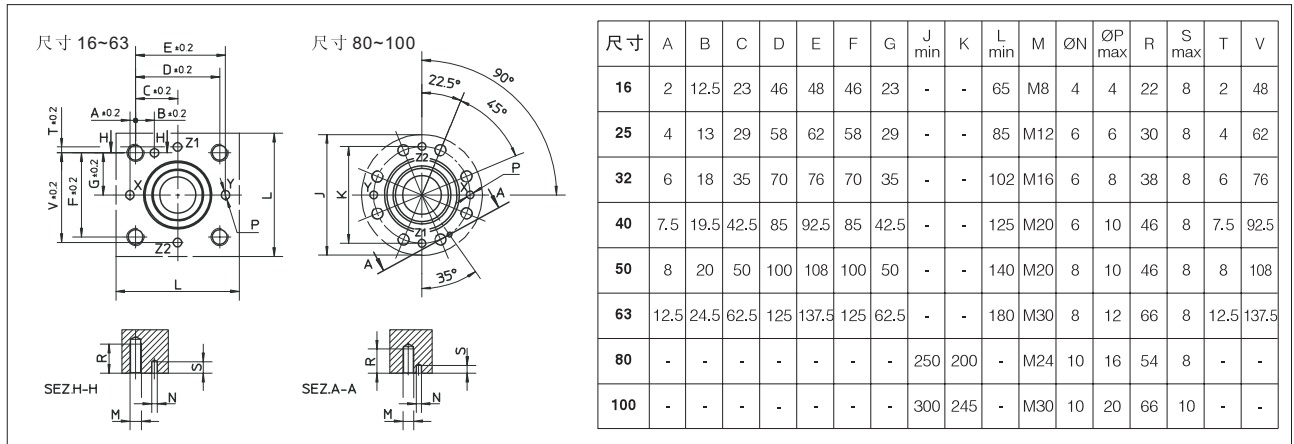 尺寸 16~63
E ±0.2
D ±0.2
C ±0.2
A ±0.2
B ±0.2
T ±0.2
H
H
Z1
G ±0.2
F ±0.2
V ±0.2
X
Y
P
L
Z2
L
R
S
SEZ.H-H
N
M
尺寸 80~100
90°
22.5°
45°
Z2
P
J
K
Y
X
A
Z1
A
35°
R
S
SEZ.A-A
N
M
尺寸 A B C D E F G J min K L min M ØN ØP max R S max T V
16 2 12.5 23 46 48 46 23 - - 65 M8 4 4 22 8 2 48
25 4 13 29 58 62 58 29 - - 85 M12 6 6 30 8 4 62
32 6 18 35 70 76 70 35 - - 102 M16 6 8 38 8 6 76
40 7.5 19.5 42.5 85 92.5 85 42.5 - - 125 M20 6 10 46 8 7.5 92.5
50 8 20 50 100 108 100 50 - - 140 M20 8 10 46 8 8 108
63 12.5 24.5 62.5 125 137.5 125 62.5 - - 180 M30 8 12 66 8 12.5 137.5
80 - - - - - - - 250 200 - M24 10 16 54 8 - -
100 - - - - - - - 300 245 - M30 10 20 66 10 - -